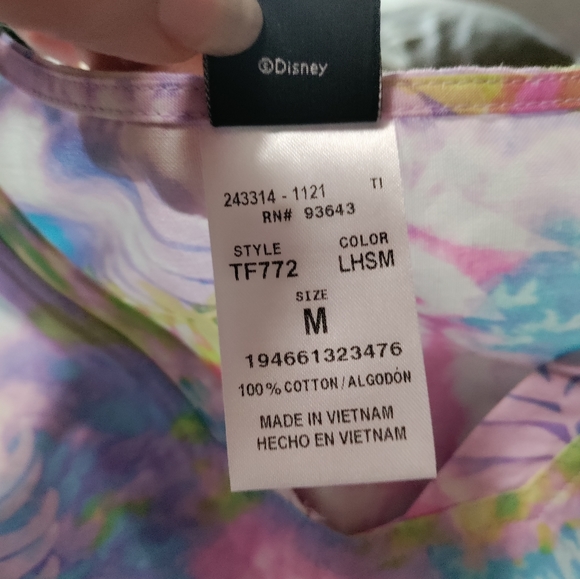 ©Disney
243314 - 1121 TI
RN# 93643
STYLE COLOR
TF772 LHSM
SIZE
M
194661323476
100% COTTON/ALGODÓN
MADE IN VIETNAM
HECHO EN VIETNAM